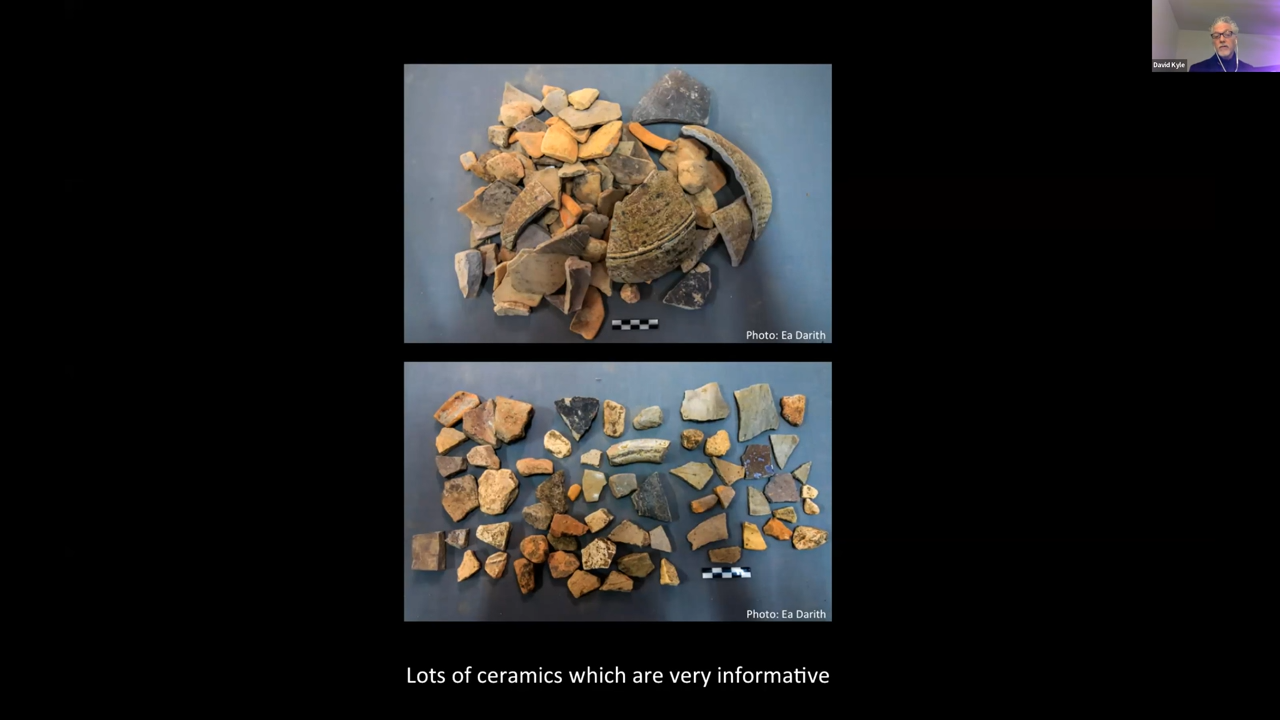 David Kyle
Photo: Ea Darith
Photo: Ea Darith
Lots of ceramics which are very informative